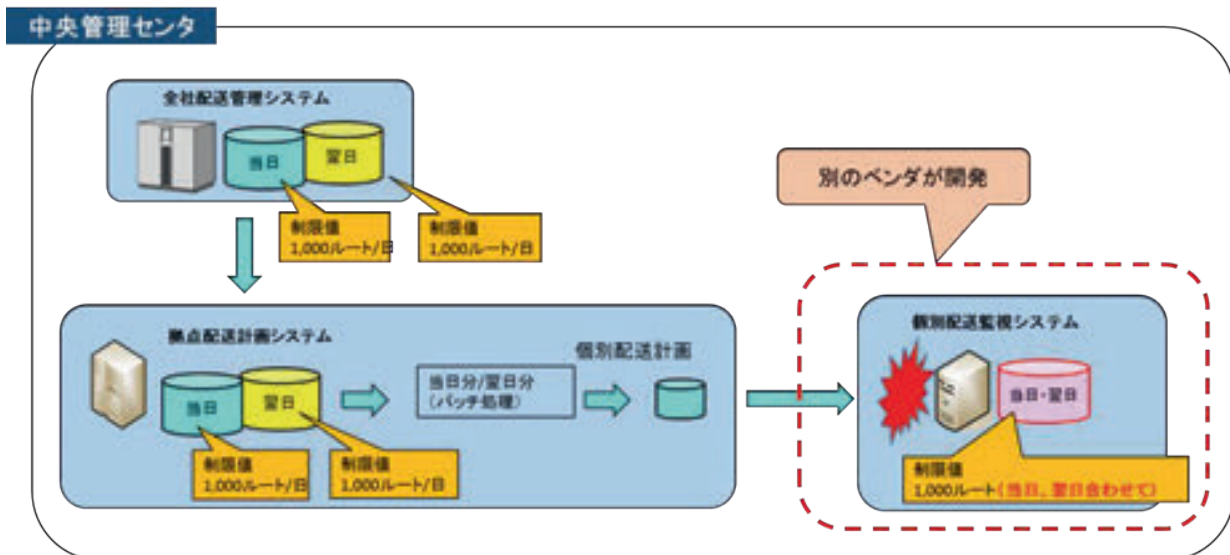 中央管理センタ
全社配送管理システム
当日
翌日
制限値
1,000ルート/日
制限値
1,000ルート/日
別のベンダが開発
拠点配送計画システム
個別配送計画
当日
翌日
当日分/翌日分
(バッチ処理)
制限値
1,000ルート/日
制限値
1,000ルート/日
個別配送監視システム
当日・翌日
制限値
1,000ルート(当日、翌日合わせて)